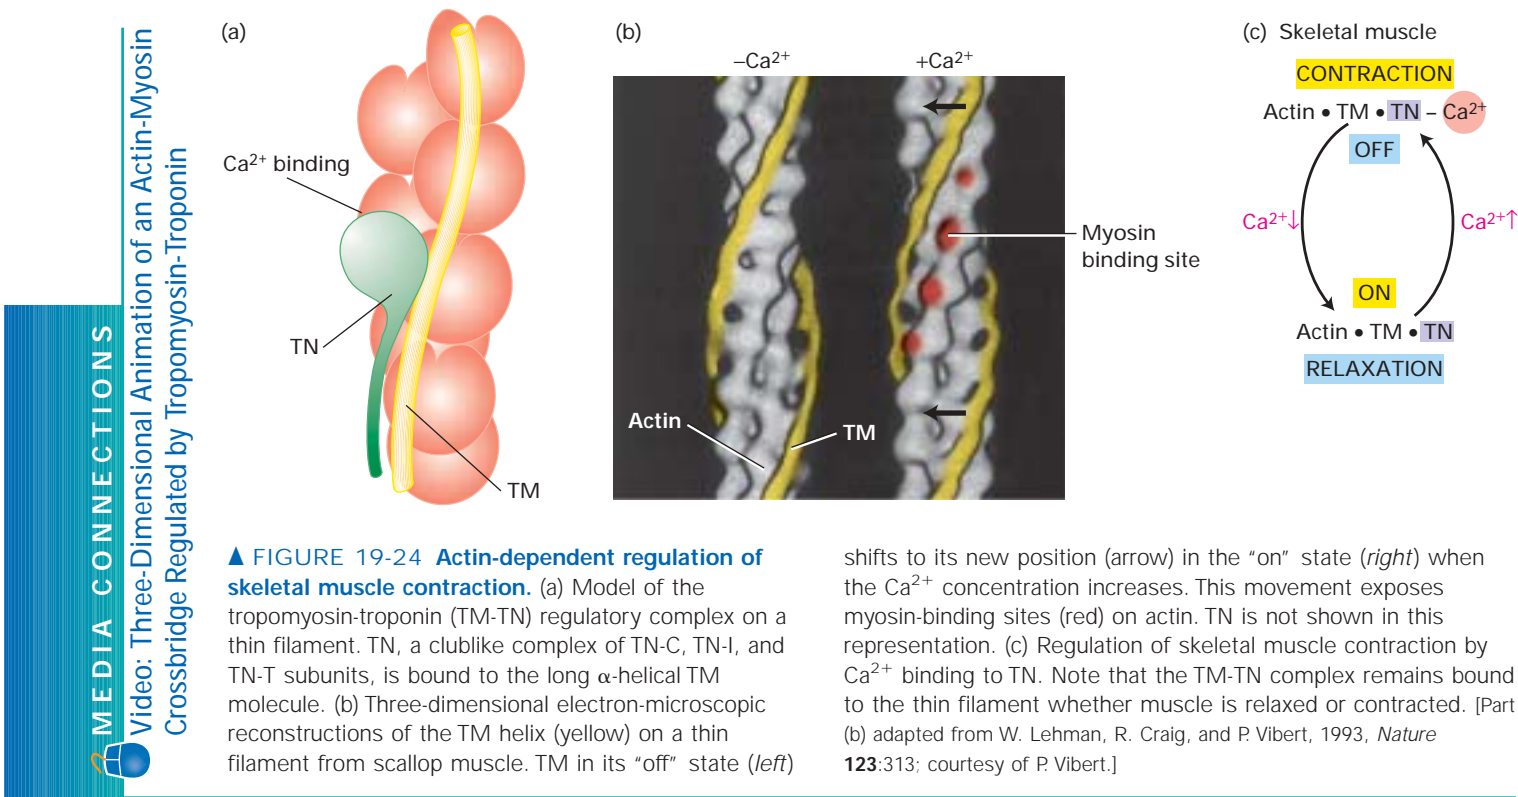 MEDIA CONNECTIONS
Video: Three-Dimensional Animation of an Actin-Myosin
Crossbridge Regulated by Tropomyosin-Troponin
(a)
Ca²⁺ binding
TN
TM
(b)
–Ca²⁺
+Ca²⁺
Myosin
binding site
Actin
TM
(c) Skeletal muscle
CONTRACTION
Actin • TM • TN – Ca²⁺
OFF
Ca²⁺↓
Ca²⁺↑
ON
Actin • TM • TN
RELAXATION
▲ FIGURE 19-24 Actin-dependent regulation of
skeletal muscle contraction. (a) Model of the
tropomyosin-troponin (TM-TN) regulatory complex on a
thin filament. TN, a clublike complex of TN-C, TN-I, and
TN-T subunits, is bound to the long α-helical TM
molecule. (b) Three-dimensional electron-microscopic
reconstructions of the TM helix (yellow) on a thin
filament from scallop muscle. TM in its “off” state (left)
shifts to its new position (arrow) in the “on” state (right) when
the Ca²⁺ concentration increases. This movement exposes
myosin-binding sites (red) on actin. TN is not shown in this
representation. (c) Regulation of skeletal muscle contraction by
Ca²⁺ binding to TN. Note that the TM-TN complex remains bound
to the thin filament whether muscle is relaxed or contracted. [Part
(b) adapted from W. Lehman, R. Craig, and P. Vibert, 1993, Nature
123:313; courtesy of P. Vibert.]